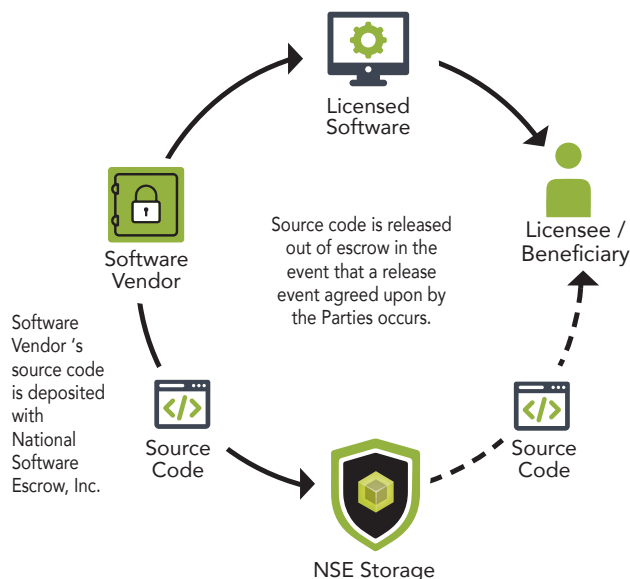 Licensed
Software
Licensee /
Beneficiary
Source code is released
out of escrow in the
event that a release
event agreed upon by
the Parties occurs.
Software
Vendor
Software
Vendor 's
source code
is deposited
with
National
Software
Escrow, Inc.
</>
Source
Code
</>
Source
Code
NSE Storage